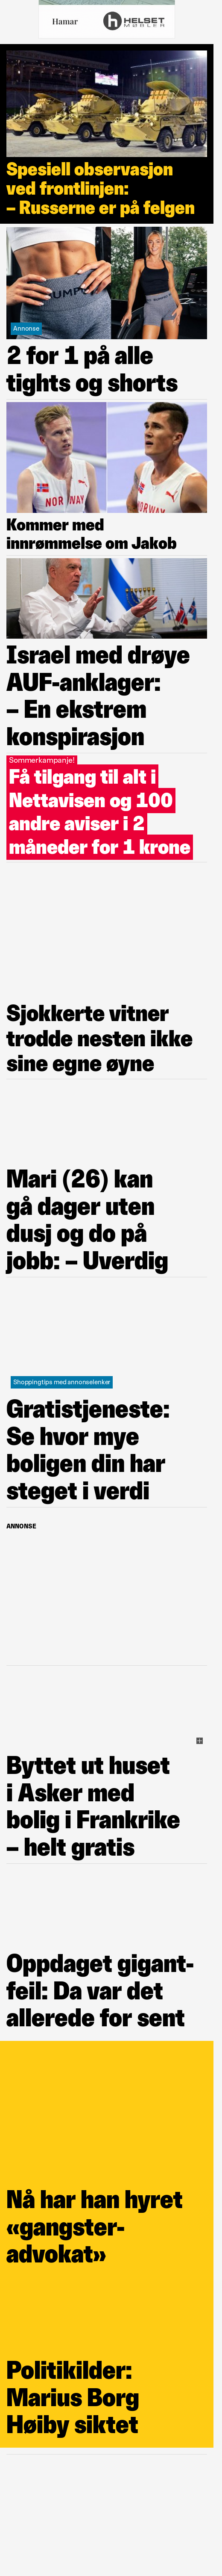 Hamar
HELSET
MØBLER
Spesiell observasjon
ved frontlinjen:
– Russerne er på felgen
Annonse
2 for 1 på alle
tights og shorts
NORW
NORWAY
Kommer med
innrømmelse om Jakob
Israel med drøye
AUF-anklager:
– En ekstrem
konspirasjon
Sommerkampanje!
Få tilgang til alt i
Nettavisen og 100
andre aviser i 2
måneder for 1 krone
Sjokkerte vitner
trodde nesten ikke
sine egne øyne
Mari (26) kan
gå dager uten
dusj og do på
jobb: – Uverdig
Shoppingtips med annonselenker
Gratistjeneste:
Se hvor mye
boligen din har
steget i verdi
ANNONSE
Byttet ut huset
i Asker med
bolig i Frankrike
– helt gratis
Oppdaget gigant-
feil: Da var det
allerede for sent
Nå har han hyret
«gangster-
advokat»
Politikilder:
Marius Borg
Høiby siktet